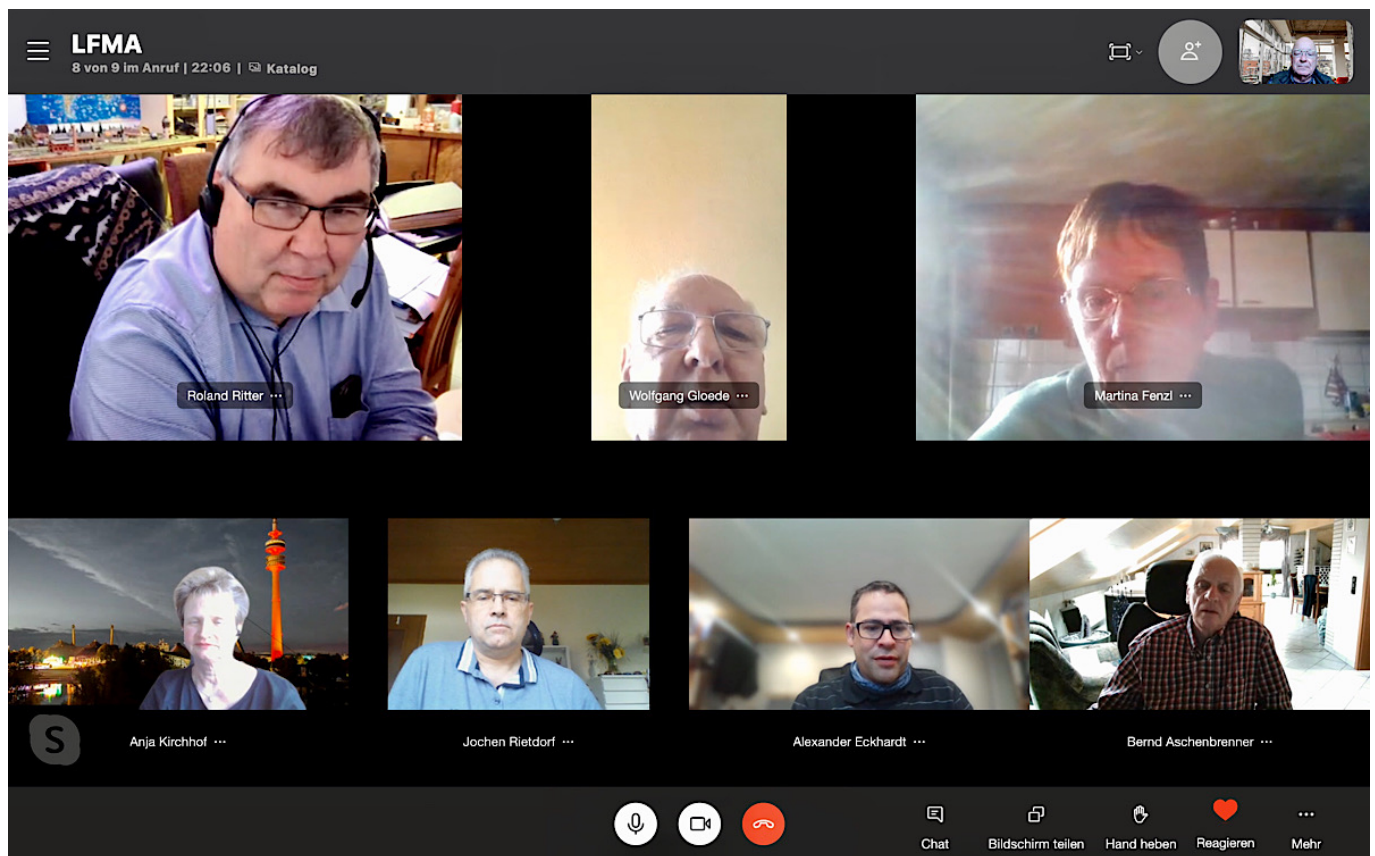 LFMA
8 von 9 im Anruf | 22:06 | Katalog
Roland Ritter ···
Wolfgang Gloede ···
Martina Fenzl ···
S
Anja Kirchhof ···
Jochen Rietdorf ···
Alexander Eckhardt ···
Bernd Aschenbrenner ···
Chat
Bildschirm teilen
Hand heben
Reagieren
Mehr